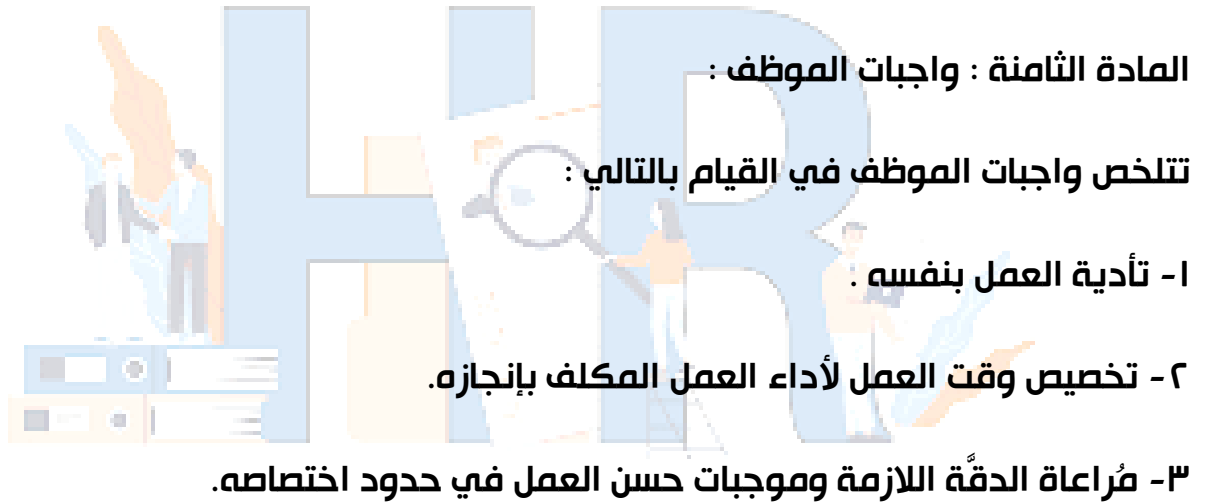 المادة الثامنة : واجبات الموظف :
تتلخص واجبات الموظف في القيام بالتالي :
١- تأدية العمل بنفسه .
٢- تخصيص وقت العمل لأداء العمل المكلف بإنجازه.
٣- مُراعاة الدقَّة اللازمة وموجبات حسن العمل في حدود اختصاصه.
HR